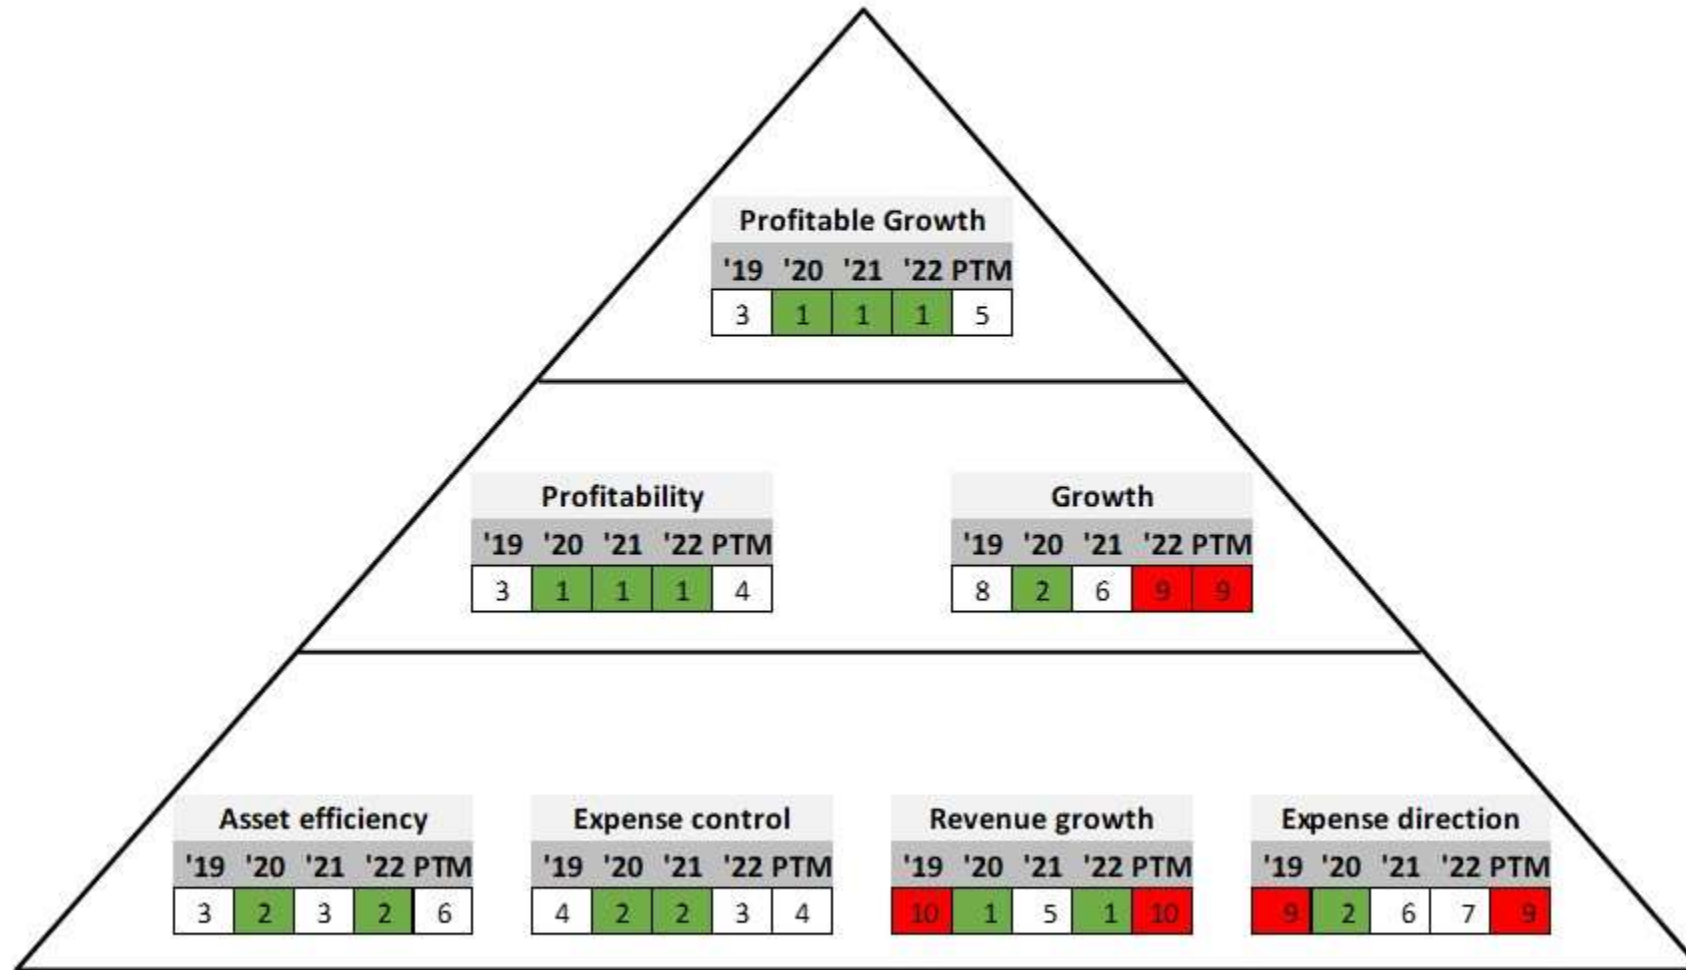 Profitable Growth
'19 '20 '21 '22 PTM
3 1 1 1 5
Profitability
'19 '20 '21 '22 PTM
3 1 1 1 4
Growth
'19 '20 '21 '22 PTM
8 2 6 9 9
Asset efficiency
'19 '20 '21 '22 PTM
3 2 3 2 6
Expense control
'19 '20 '21 '22 PTM
4 2 2 3 4
Revenue growth
'19 '20 '21 '22 PTM
10 1 5 1 10
Expense direction
'19 '20 '21 '22 PTM
9 2 6 7 9